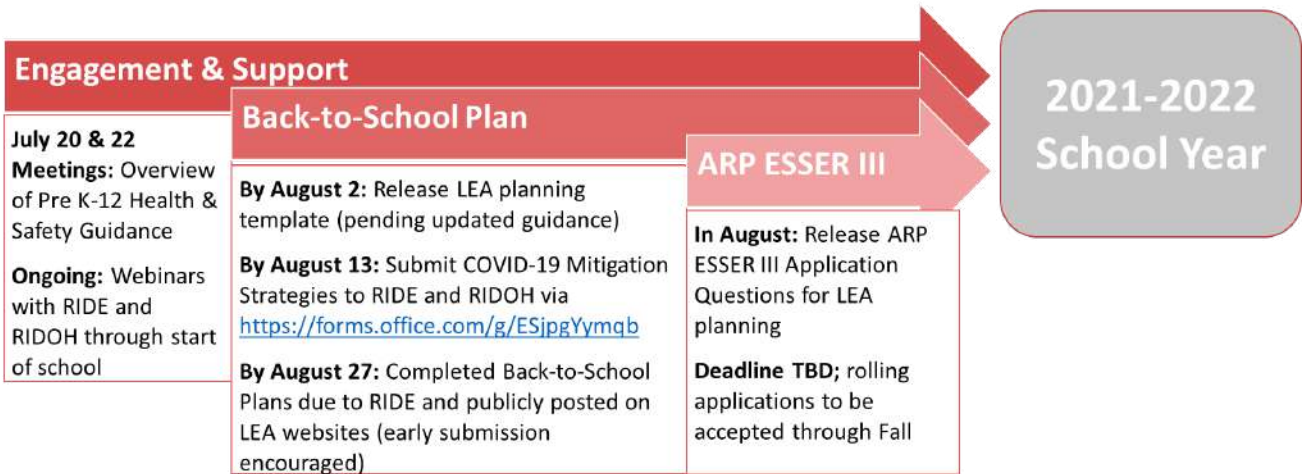 Engagement & Support
July 20 & 22
Meetings: Overview
of Pre K-12 Health &
Safety Guidance
Ongoing: Webinars
with RIDE and
RIDOH through start
of school
Back-to-School Plan
By August 2: Release LEA planning
template (pending updated guidance)
By August 13: Submit COVID-19 Mitigation
Strategies to RIDE and RIDOH via
https://forms.office.com/g/ESjpgYymqb
By August 27: Completed Back-to-School
Plans due to RIDE and publicly posted on
LEA websites (early submission
encouraged)
ARP ESSER III
In August: Release ARP
ESSER III Application
Questions for LEA
planning
Deadline TBD; rolling
applications to be
accepted through Fall
2021-2022
School Year